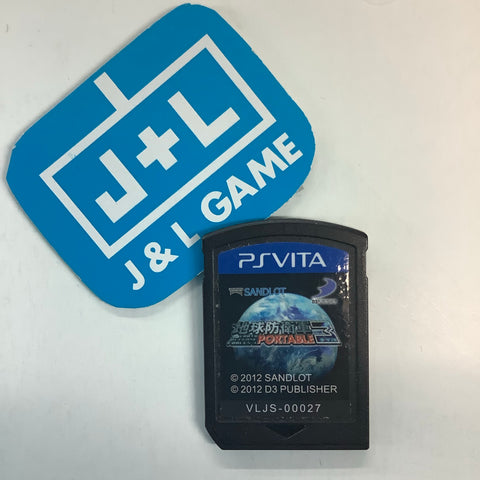 J+L
J & L GAME
PSVITA
SANDLOT
地球防衛軍3
PORTABLE
© 2012 SANDLOT
© 2012 D3 PUBLISHER
VLJS-00027